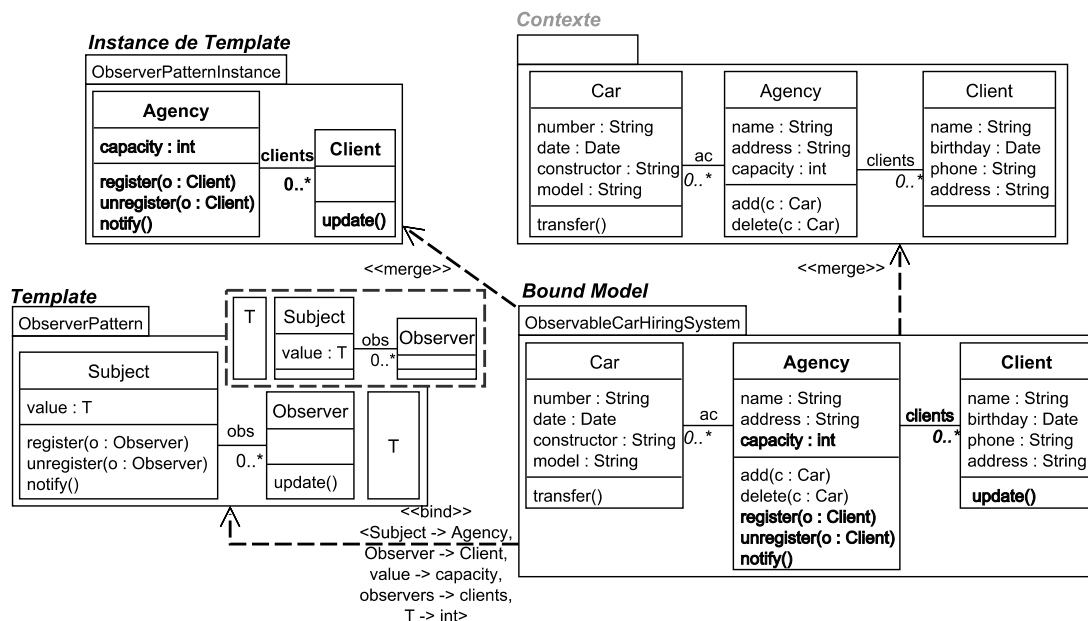 Instance de Template
ObserverPatternInstance
Agency
capacity : int
register(o : Client)
unregister(o : Client)
notify()
clients
0..*
Client
update()
Contexte
Car
number : String
date : Date
constructor : String
model : String
transfer()
ac
0..*
Agency
name : String
address : String
capacity : int
add(c : Car)
delete(c : Car)
clients
0..*
Client
name : String
birthday : Date
phone : String
address : String
<<merge>>
<<merge>>
Template
ObserverPattern
T
Subject
value : T
obs
0..*
Observer
Subject
value : T
register(o : Observer)
unregister(o : Observer)
notify()
obs
0..*
Observer
update()
T
Bound Model
ObservableCarHiringSystem
Car
number : String
date : Date
constructor : String
model : String
transfer()
ac
0..*
Agency
name : String
address : String
capacity : int
add(c : Car)
delete(c : Car)
register(o : Client)
unregister(o : Client)
notify()
clients
0..*
Client
name : String
birthday : Date
phone : String
address : String
update()
<<bind>>
<Subject -> Agency,
Observer -> Client,
value -> capacity,
observers -> clients,
T -> int>